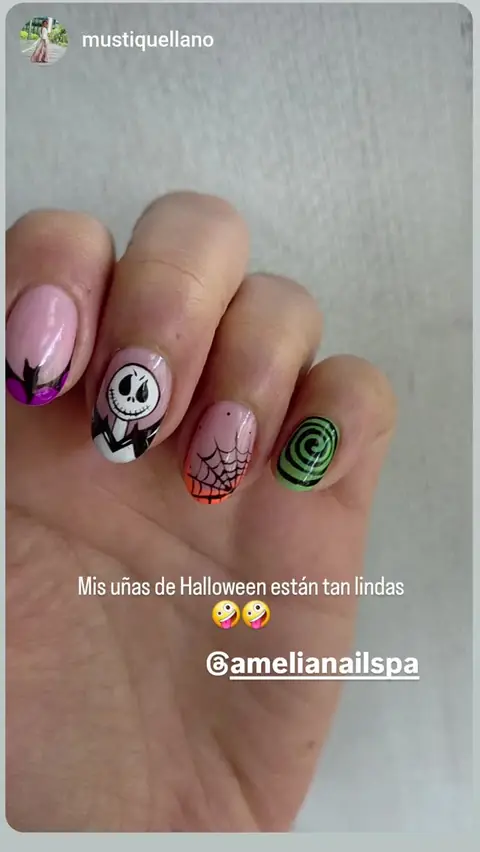 mustiquellano
Mis uñas de Halloween están tan lindas
🤪🤪
@amelianailspa